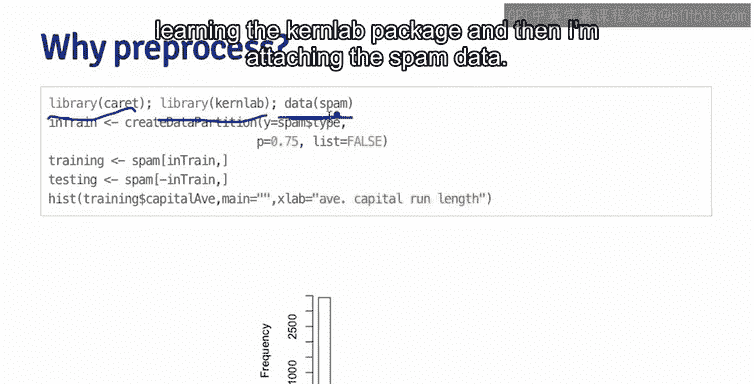 learning the kernlab package and then I'm
attaching the spam data.
Why preprocess?
library(caret); library(kernlab); data(spam)
inTrain <- createDataPartition(y=spam$type,
p=0.75, list=FALSE)
training <- spam[inTrain,]
testing <- spam[-inTrain,]
hist(training$capitalAve,main="",xlab="ave. capital run length")
Frequency
2500
1000